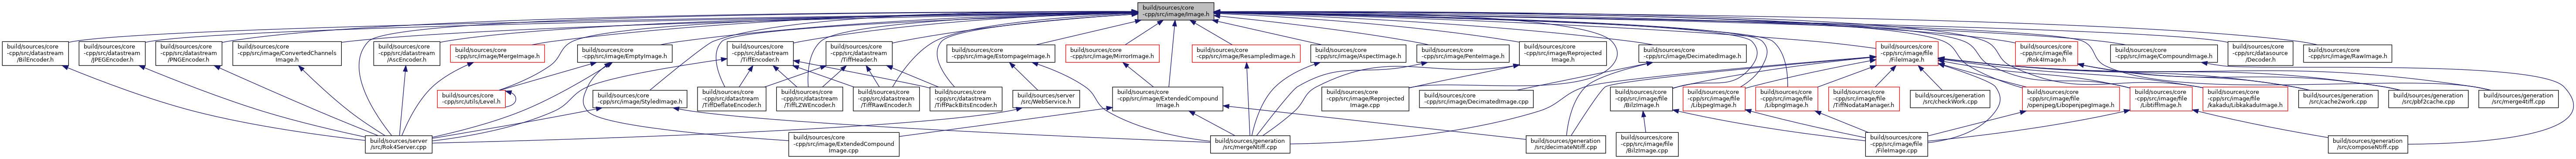 build/sources/core
-cpp/src/image/Image.h
build/sources/core
-cpp/src/datastream
/BilEncoder.h
build/sources/core
-cpp/src/datastream
/JPEGEncoder.h
build/sources/core
-cpp/src/datastream
/PNGEncoder.h
build/sources/core
-cpp/src/image/ConvertedChannels
Image.h
build/sources/core
-cpp/src/datastream
/AscEncoder.h
build/sources/core
-cpp/src/image/MergeImage.h
build/sources/core
-cpp/src/image/EmptyImage.h
build/sources/core
-cpp/src/datastream
/TiffEncoder.h
build/sources/core
-cpp/src/datastream
/TiffHeader.h
build/sources/core
-cpp/src/image/EstompageImage.h
build/sources/core
-cpp/src/image/MirrorImage.h
build/sources/core
-cpp/src/image/ResampledImage.h
build/sources/core
-cpp/src/image/AspectImage.h
build/sources/core
-cpp/src/image/PenteImage.h
build/sources/core
-cpp/src/image/Reprojected
Image.h
build/sources/core
-cpp/src/image/DecimatedImage.h
build/sources/core
-cpp/src/image/file
/FileImage.h
build/sources/core
-cpp/src/image/file
/Rok4Image.h
build/sources/core
-cpp/src/image/CompoundImage.h
build/sources/core
-cpp/src/datasource
/Decoder.h
build/sources/core
-cpp/src/image/RawImage.h
build/sources/core
-cpp/src/utils/Level.h
build/sources/core
-cpp/src/image/StyledImage.h
build/sources/core
-cpp/src/datastream
/TiffDeflateEncoder.h
build/sources/core
-cpp/src/datastream
/TiffLZWEncoder.h
build/sources/core
-cpp/src/datastream
/TiffRawEncoder.h
build/sources/core
-cpp/src/datastream
/TiffPackBitsEncoder.h
build/sources/server
/src/WebService.h
build/sources/core
-cpp/src/image/ExtendedCompound
Image.h
build/sources/core
-cpp/src/image/Reprojected
Image.cpp
build/sources/core
-cpp/src/image/DecimatedImage.cpp
build/sources/core
-cpp/src/image/file
/BilzImage.h
build/sources/core
-cpp/src/image/file
/LibjpegImage.h
build/sources/core
-cpp/src/image/file
/LibpngImage.h
build/sources/core
-cpp/src/image/file
/TiffNodataManager.h
build/sources/generation
/src/checkWork.cpp
build/sources/core
-cpp/src/image/file
/openjpeg/LibopenjpegImage.h
build/sources/core
-cpp/src/image/file
/LibtiffImage.h
build/sources/core
-cpp/src/image/file
/kakadu/LibkakaduImage.h
build/sources/generation
/src/cache2work.cpp
build/sources/generation
/src/pbf2cache.cpp
build/sources/generation
/src/merge4tiff.cpp
build/sources/server
/src/Rok4Server.cpp
build/sources/core
-cpp/src/image/ExtendedCompound
Image.cpp
build/sources/generation
/src/mergeNtiff.cpp
build/sources/generation
/src/decimateNtiff.cpp
build/sources/core
-cpp/src/image/file
/BilzImage.cpp
build/sources/core
-cpp/src/image/file
/FileImage.cpp
build/sources/generation
/src/composeNtiff.cpp